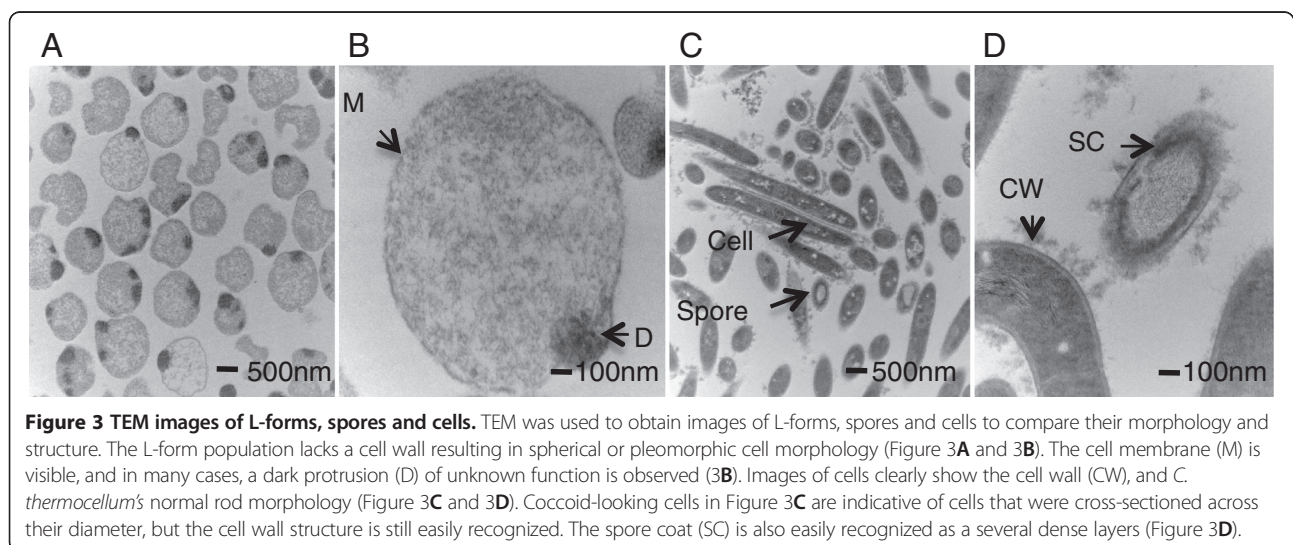 A B C D
M
SC
CW
Cell
Spore
D
500nm 100nm 500nm 100nm
Figure 3 TEM images of L-forms, spores and cells. TEM was used to obtain images of L-forms, spores and cells to compare their morphology and
structure. The L-form population lacks a cell wall resulting in spherical or pleomorphic cell morphology (Figure 3A and 3B). The cell membrane (M) is
visible, and in many cases, a dark protrusion (D) of unknown function is observed (3B). Images of cells clearly show the cell wall (CW), and C.
thermocellum's normal rod morphology (Figure 3C and 3D). Coccoid-looking cells in Figure 3C are indicative of cells that were cross-sectioned across
their diameter, but the cell wall structure is still easily recognized. The spore coat (SC) is also easily recognized as a several dense layers (Figure 3D).